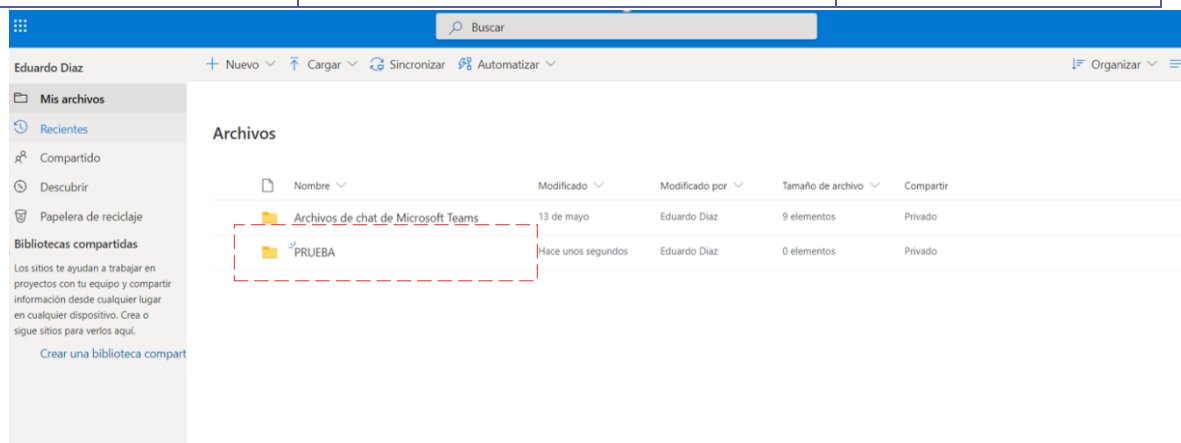 Buscar
Eduardo Diaz
Nuevo Cargar Sincronizar Automatizar Organizar
Mis archivos
Recientes
Compartido
Descubrir
Papelera de reciclaje
Bibliotecas compartidas
Los sitios te ayudan a trabajar en
proyectos con tu equipo y compartir
información desde cualquier lugar
en cualquier dispositivo. Crea o
sigue sitios para verlos aquí.
Crear una biblioteca compart
Archivos
Nombre Modificado Modificado por Tamaño de archivo Compartir
Archivos de chat de Microsoft Teams 13 de mayo Eduardo Diaz 9 elementos Privado
PRUEBA Hace unos segundos Eduardo Diaz 0 elementos Privado